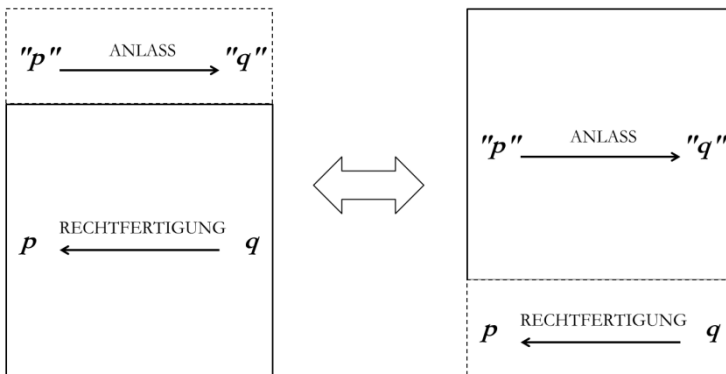 ANLASS
"p" "q"
RECHTFERTIGUNG
p q
ANLASS
"p" "q"
RECHTFERTIGUNG
p q